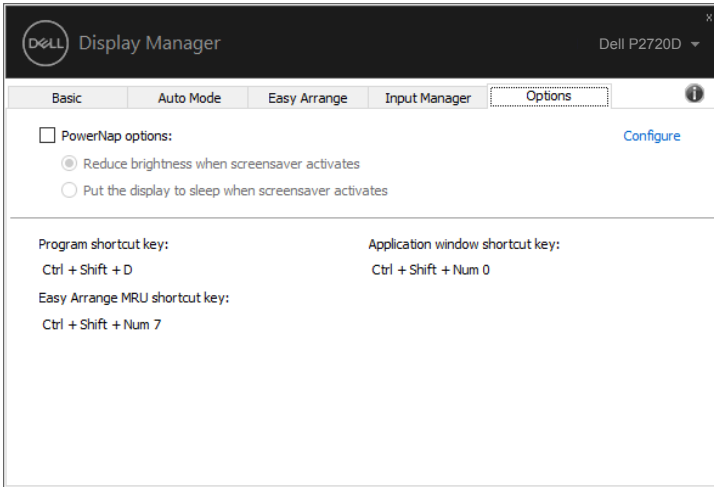 DELL Display Manager
Dell P2720D
Basic Auto Mode Easy Arrange Input Manager Options
PowerNap options: Configure
Reduce brightness when screensaver activates
Put the display to sleep when screensaver activates
Program shortcut key: Application window shortcut key:
Ctrl + Shift + D Ctrl + Shift + Num 0
Easy Arrange MRU shortcut key:
Ctrl + Shift + Num 7